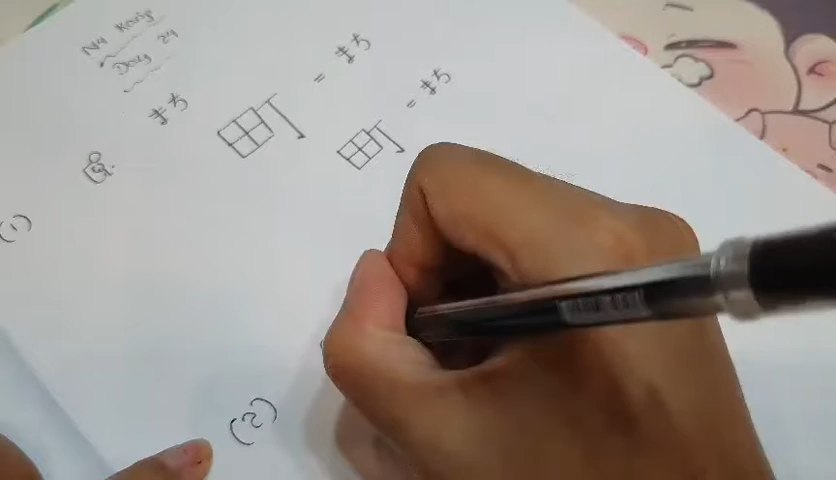 N4 Kanji
Day 24
(1)
まち
町 = まち
町 = まち
(2)